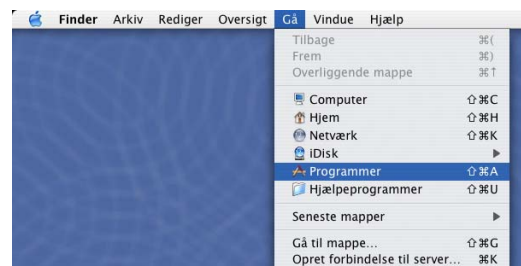 Finder Arkiv Rediger Oversigt Gå Vindue Hjælp
Tilbage ⌘(
Frem ⌘)
Overliggende mappe ⌘↑
Computer ⇧⌘C
Hjem ⇧⌘H
Netværk ⇧⌘K
iDisk ▶
Programmer ⇧⌘A
Hjælpeprogrammer ⇧⌘U
Seneste mapper ▶
Gå til mappe... ⇧⌘G
Opret forbindelse til server... ⌘K